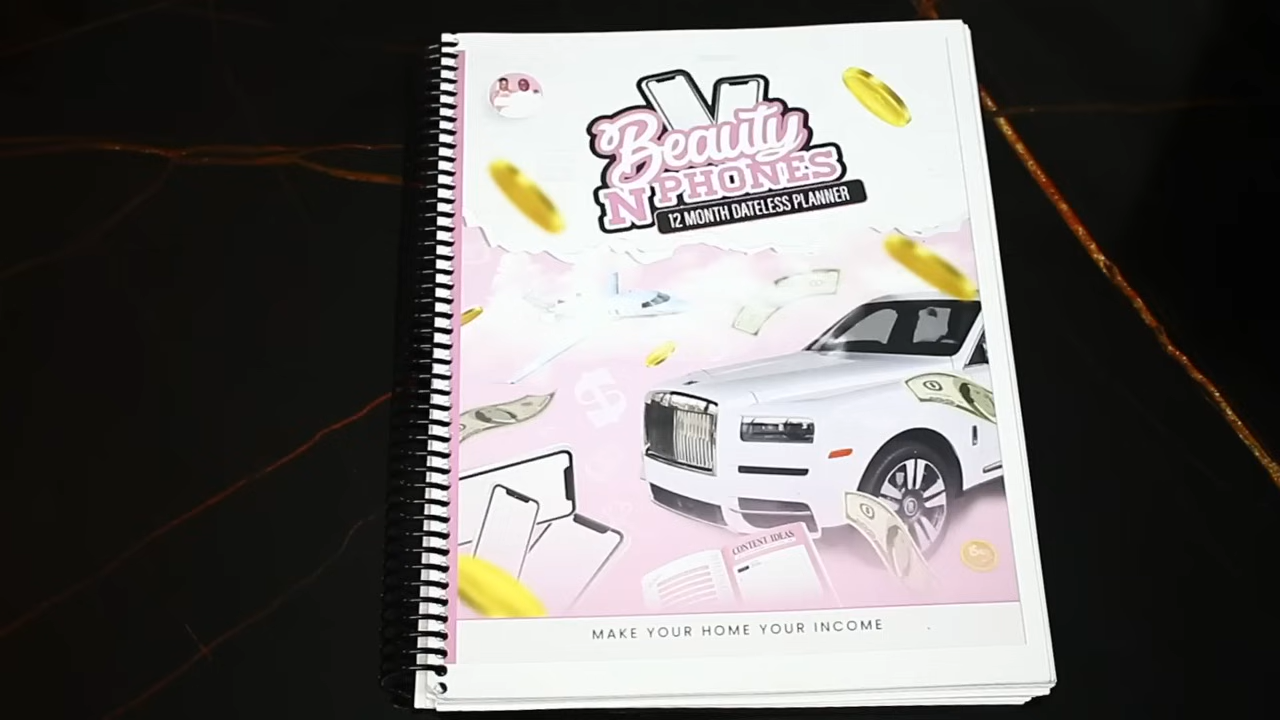 Beauty
N PHONES
12 MONTH DATELESS PLANNER
CONTENT IDEAS
MAKE YOUR HOME YOUR INCOME